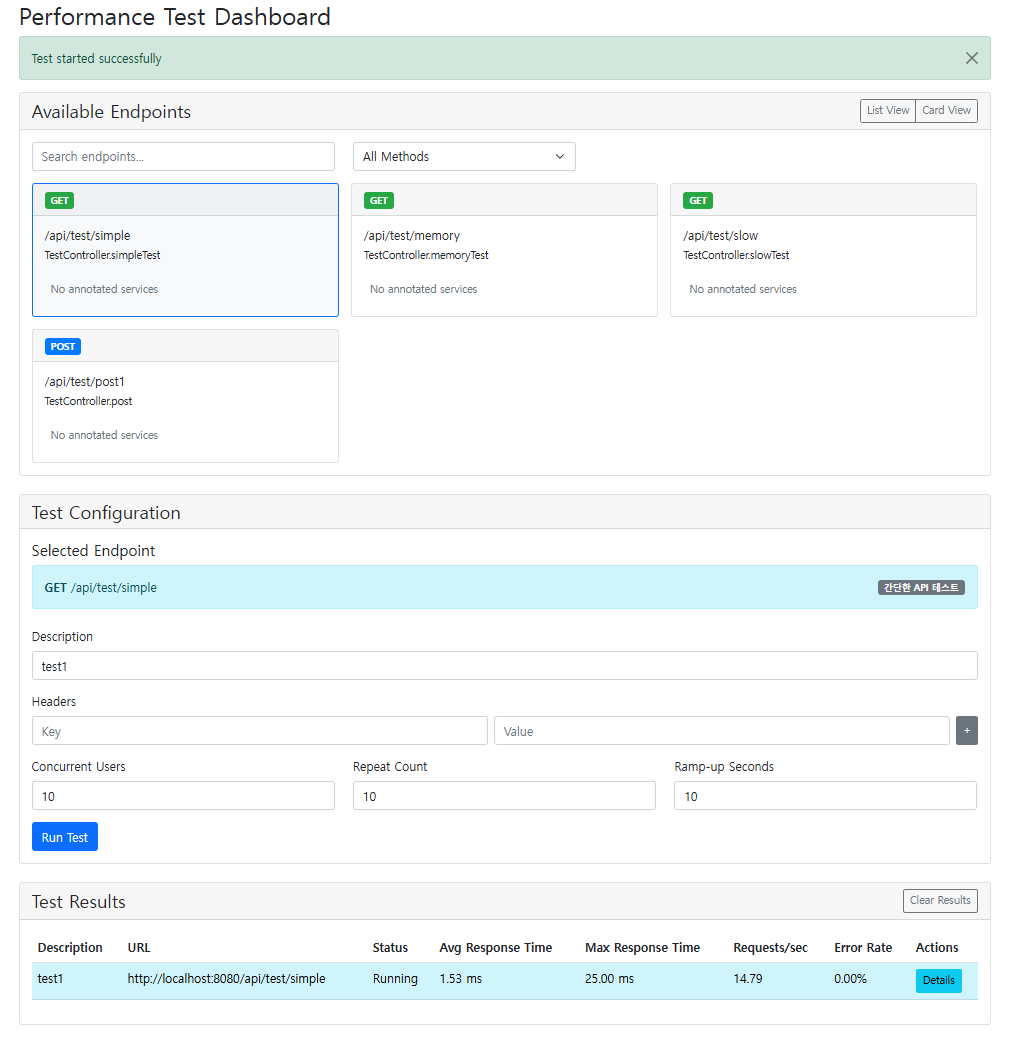 Performance Test Dashboard
Test started successfully
Available Endpoints
List View Card View
Search endpoints... All Methods
GET GET GET
/api/test/simple /api/test/memory /api/test/slow
TestController.simpleTest TestController.memoryTest TestController.slowTest
No annotated services No annotated services No annotated services
POST
/api/test/post1
TestController.post
No annotated services
Test Configuration
Selected Endpoint
GET /api/test/simple 간단한 API 테스트
Description
test1
Headers
Key Value +
Concurrent Users Repeat Count Ramp-up Seconds
10 10 10
Run Test
Test Results Clear Results
Description URL Status Avg Response Time Max Response Time Requests/sec Error Rate Actions
test1 http://localhost:8080/api/test/simple Running 1.53 ms 25.00 ms 14.79 0.00% Details